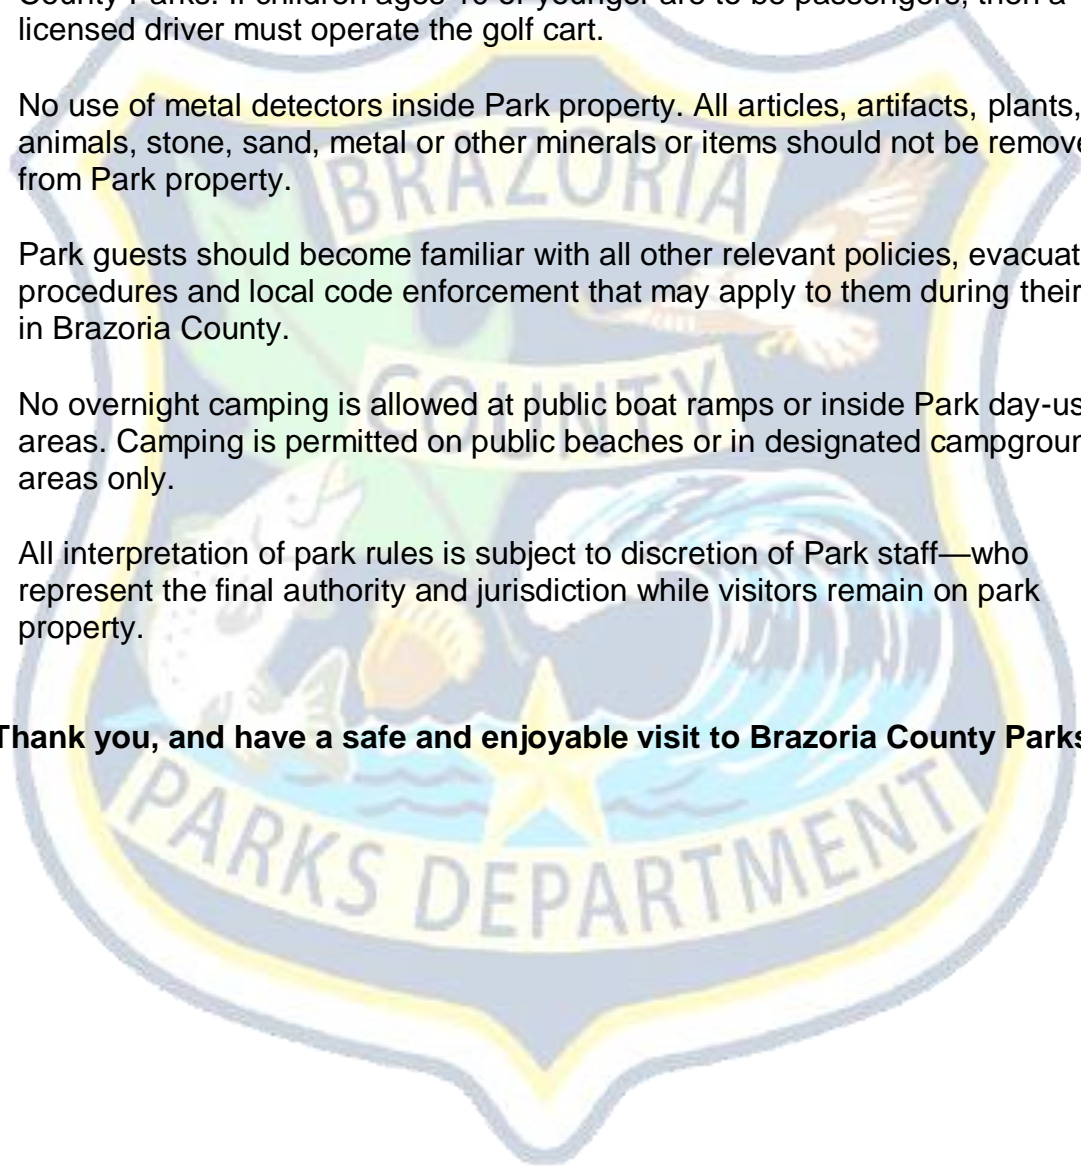 licensed driver must operate the golf cart.
No use of metal detectors inside Park property. All articles, artifacts, plants,
animals, stone, sand, metal or other minerals or items should not be remove
from Park property.
Park guests should become familiar with all other relevant policies, evacuat
procedures and local code enforcement that may apply to them during their
in Brazoria County.
No overnight camping is allowed at public boat ramps or inside Park day-us
areas. Camping is permitted on public beaches or in designated campgroun
areas only.
All interpretation of park rules is subject to discretion of Park staff—who
represent the final authority and jurisdiction while visitors remain on park
property.
Thank you, and have a safe and enjoyable visit to Brazoria County Parks
BRAZORIA
COUNTY
PARKS DEPARTMENT